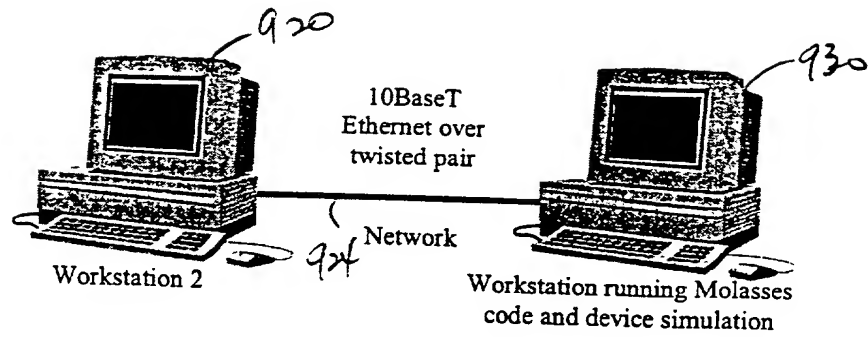 920
930
10BaseT
Ethernet over
twisted pair
924
Network
Workstation 2
Workstation running Molasses
code and device simulation